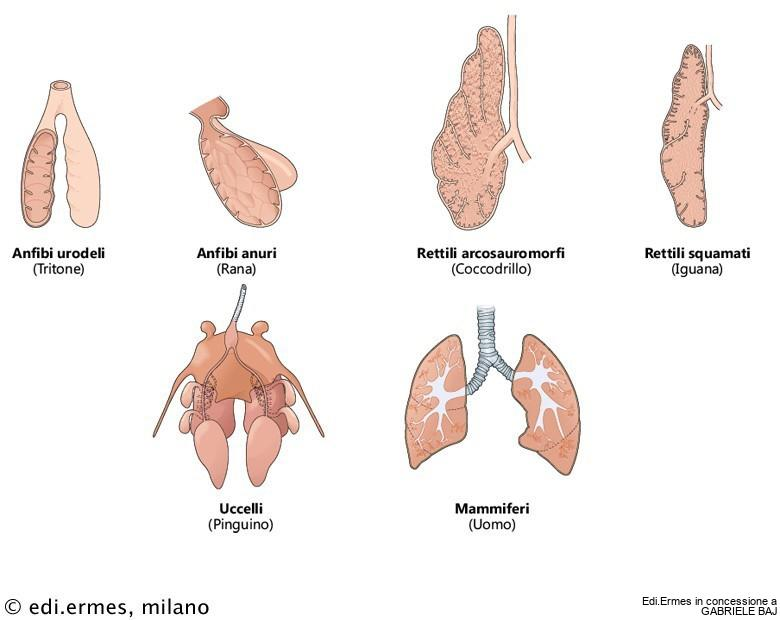 Anfibi urodeli
(Tritone)
Anfibi anuri
(Rana)
Rettili arcosauromorfi
(Coccodrillo)
Rettili squamati
(Iguana)
Uccelli
(Pinguino)
Mammiferi
(Uomo)
© edi.ermes, milano
Edi.Ermes in concessione a
GABRIELE BAJ